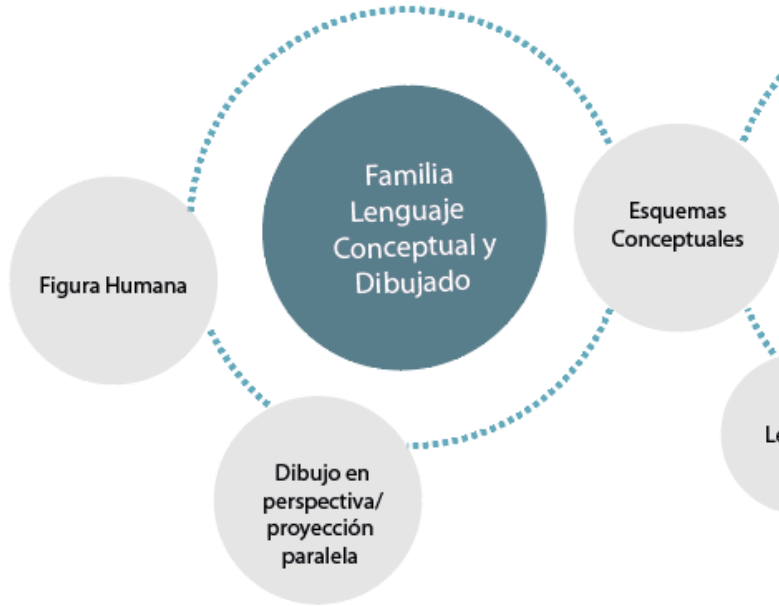 Familia
Lenguaje
Conceptual y
Dibujado
Esquemas
Conceptuales
Figura Humana
Dibujo en
perspectiva/
proyección
paralela